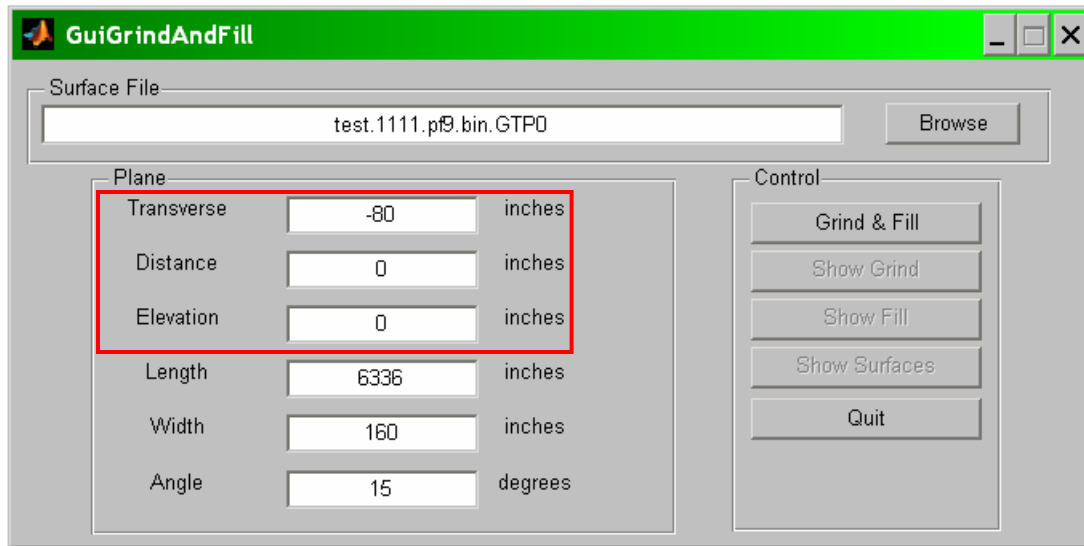 GuiGrindAndFill
Surface File
test.1111.pf9.bin.GTP0
Browse
Plane
Transverse -80 inches
Distance 0 inches
Elevation 0 inches
Length 6336 inches
Width 160 inches
Angle 15 degrees
Control
Grind & Fill
Show Grind
Show Fill
Show Surfaces
Quit